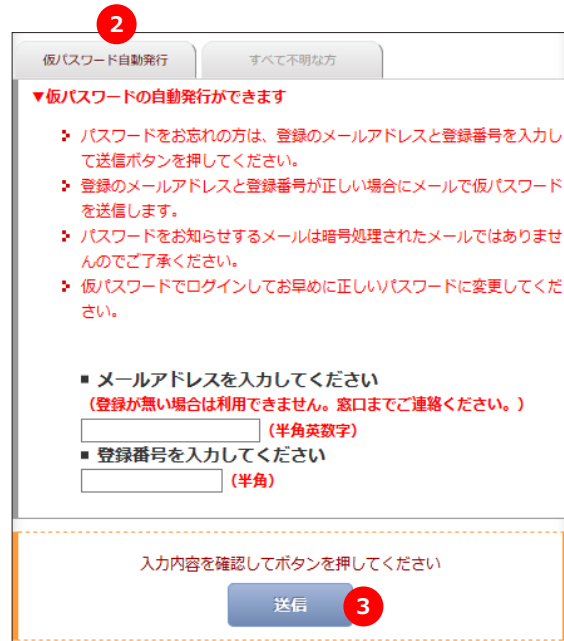 2
仮パスワード自動発行 すべて不明な方
▼仮パスワードの自動発行ができます
パスワードをお忘れの方は、登録のメールアドレスと登録番号を入力し
て送信ボタンを押してください。
登録のメールアドレスと登録番号が正しい場合にメールで仮パスワード
を送信します。
パスワードをお知らせするメールは暗号処理されたメールではありませ
んのでご了承ください。
仮パスワードでログインしてお早めに正しいパスワードに変更してくだ
さい。
■ メールアドレスを入力してください
（登録が無い場合は利用できません。窓口までご連絡ください。）
（半角英数字）
■ 登録番号を入力してください
（半角）
入力内容を確認してボタンを押してください
送信 3